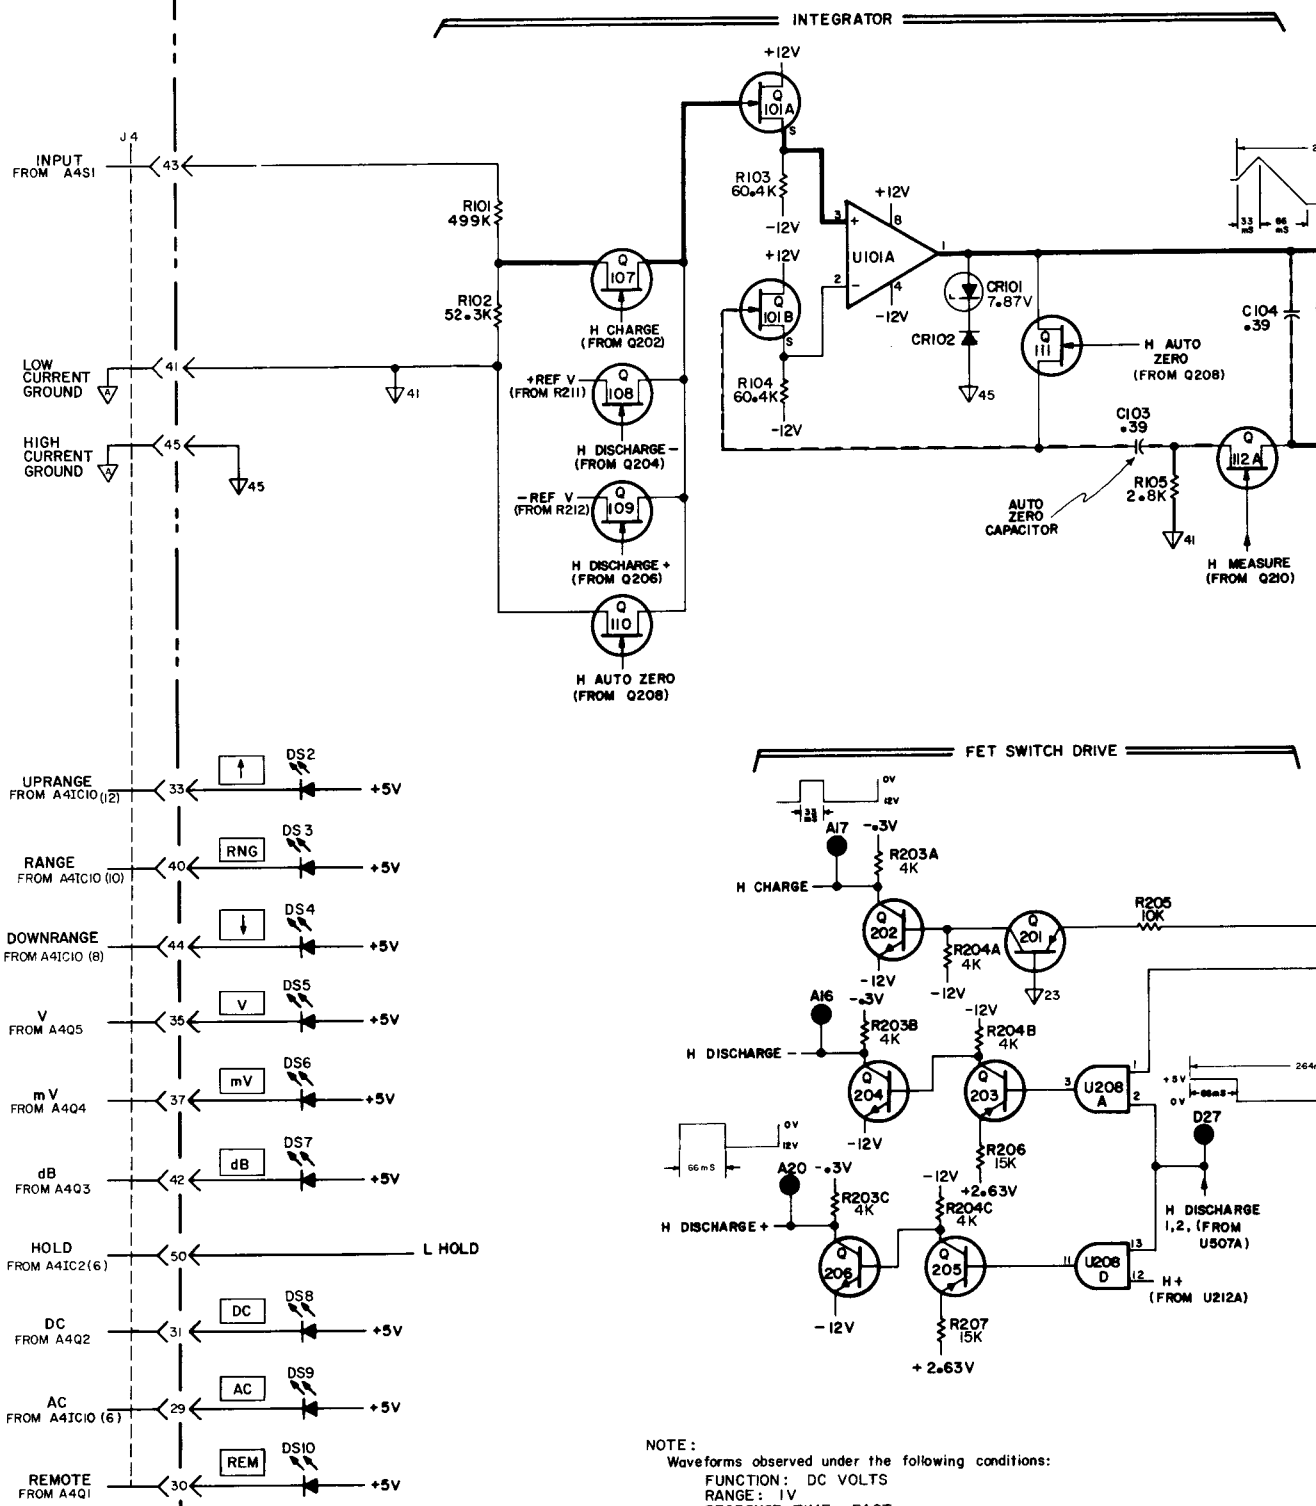 INTEGRATOR
+12V
Q
101A
S
J4
INPUT
FROM A4S1
43
R101
499K
R103
60.4K
-12V
+12V
3
+
8
U101A
1
2
-
4
-12V
33
mS
66
mS
+12V
Q
101B
S
Q
107
R102
52.3K
H CHARGE
(FROM Q202)
CR101
7.87V
CR102
C104
.39
Q
111
H AUTO
ZERO
(FROM Q208)
LOW
CURRENT
GROUND
A
41
41
+REF V
(FROM R211)
Q
108
R104
60.4K
-12V
45
H DISCHARGE -
(FROM Q204)
C103
.39
HIGH
CURRENT
GROUND
A
45
45
Q
112A
-REF V
(FROM R212)
Q
109
R105
2.8K
AUTO
ZERO
CAPACITOR
41
H DISCHARGE +
(FROM Q206)
H MEASURE
(FROM Q210)
Q
110
H AUTO ZERO
(FROM Q208)
FET SWITCH DRIVE
UPRANGE
FROM A4IC10 (12)
33
↑
DS2
+5V
RANGE
FROM A4IC10 (10)
40
RNG
DS3
+5V
DOWNRANGE
FROM A4IC10 (8)
44
↓
DS4
+5V
V
FROM A4Q5
35
V
DS5
+5V
mV
FROM A4Q4
37
mV
DS6
+5V
dB
FROM A4Q3
42
dB
DS7
+5V
HOLD
FROM A4IC2(6)
50
L HOLD
DC
FROM A4Q2
31
DC
DS8
+5V
AC
FROM A4IC10 (6)
29
AC
DS9
+5V
REMOTE
FROM A4Q1
30
REM
DS10
+5V
0V
12V
33
mS
A17
-.3V
R203A
4K
H CHARGE
Q
202
-12V
R204A
4K
-12V
Q
201
23
R205
10K
A16
-.3V
R203B
4K
H DISCHARGE -
Q
204
-12V
-12V
R204B
4K
Q
203
R206
15K
+2.63V
3
U208
A
1
2
264
+5V
0V
66mS
D27
H DISCHARGE
1,2, (FROM
U507A)
0V
12V
66mS
A20
-.3V
R203C
4K
H DISCHARGE +
Q
206
-12V
-12V
R204C
4K
Q
205
R207
15K
+2.63V
11
U208
D
13
12
H+
(FROM U212A)
NOTE:
Waveforms observed under the following conditions:
FUNCTION: DC VOLTS
RANGE: 1V